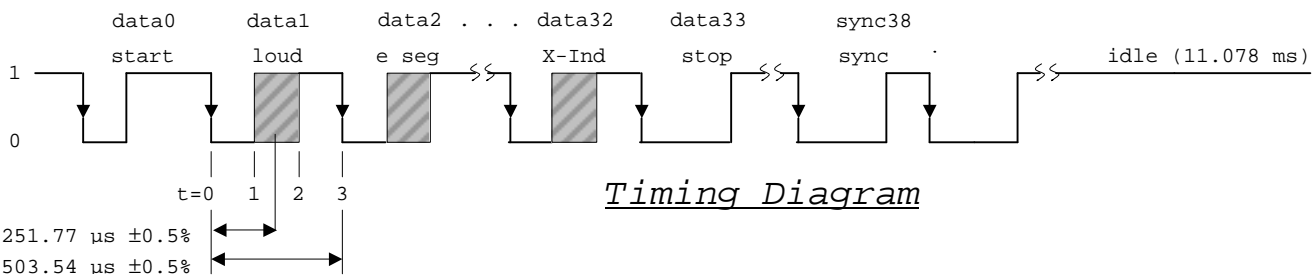 data0 data1 data2 . . . data32 data33 sync38
start loud e seg X-Ind stop sync . idle (11.078 ms)
1
0
t=0 1 2 3
Timing Diagram
251.77 µs ±0.5%
503.54 µs ±0.5%